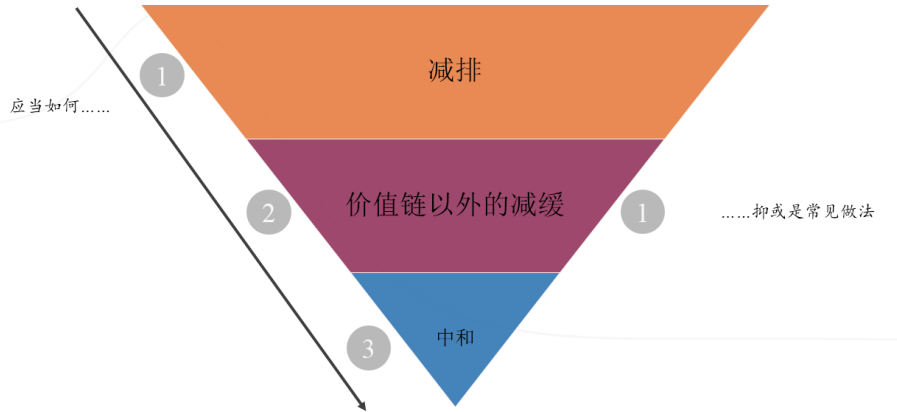 减排
1
应当如何……
价值链以外的减缓
2
1
……抑或是常见做法
中和
3